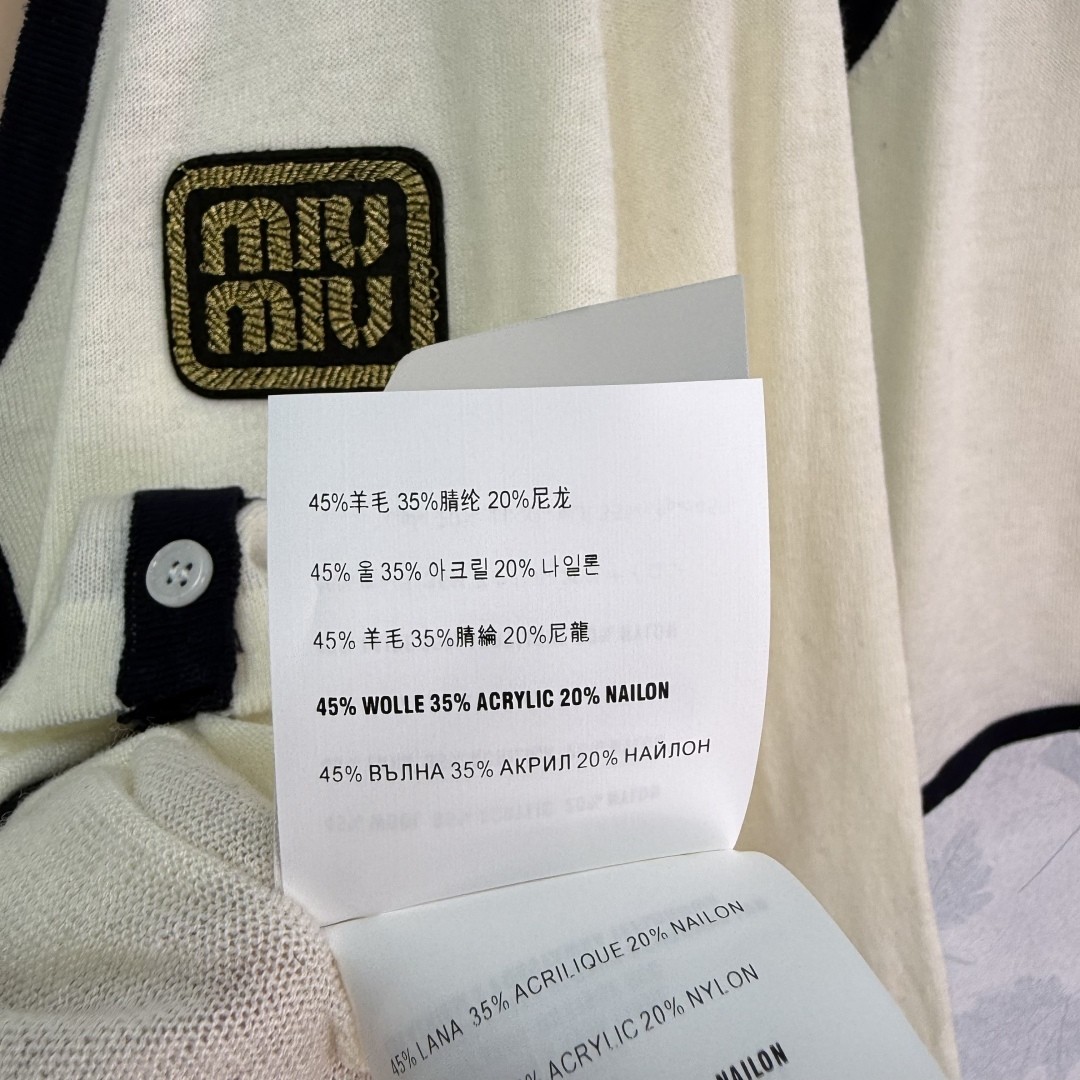 miu
miu
45%羊毛 35%腈纶 20%尼龙
45% 울 35% 아크릴 20% 나일론
45% 羊毛 35%腈綸 20%尼龍
45% WOLLE 35% ACRYLIC 20% NAILON
45% ВЪЛНА 35% АКРИЛ 20% НАЙЛОН
45% LANA 35% ACRILIQUE 20% NAILON
% ACRYLIC 20% NYLON
NAILON